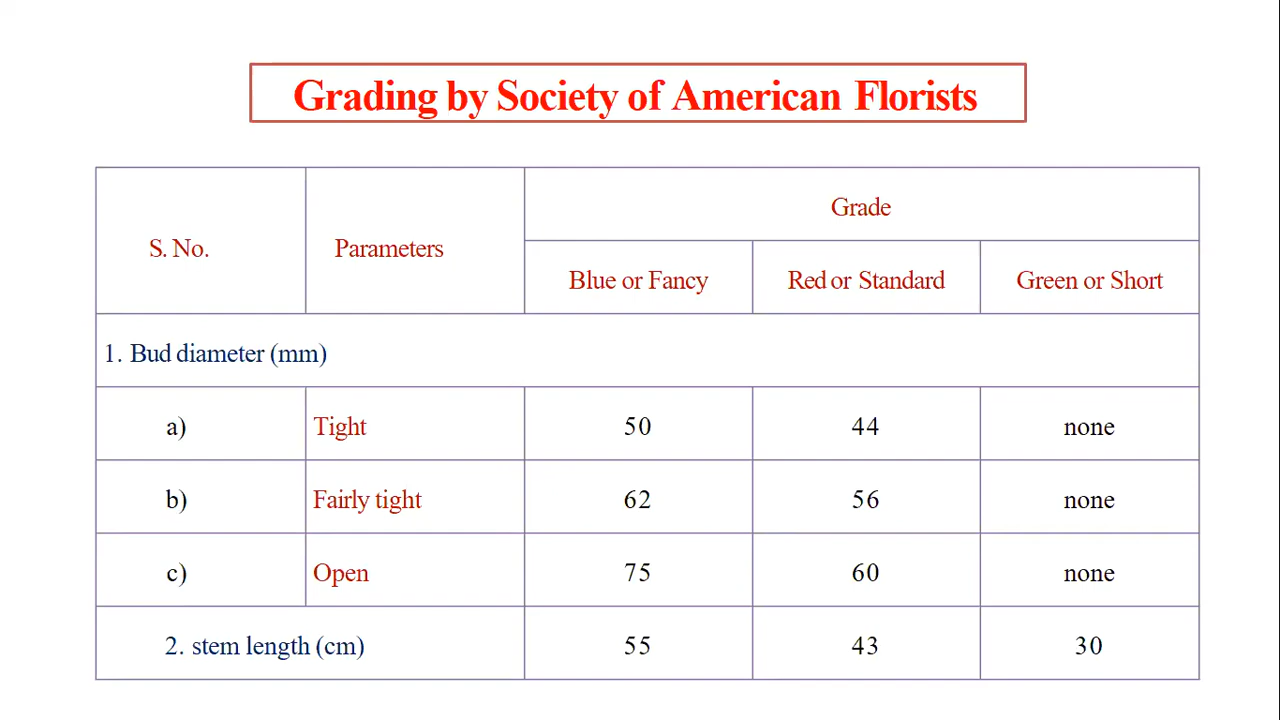 Grading by Society of American Florists
S. No. Parameters Grade
Blue or Fancy Red or Standard Green or Short
1. Bud diameter (mm)
a) Tight 50 44 none
b) Fairly tight 62 56 none
c) Open 75 60 none
2. stem length (cm) 55 43 30